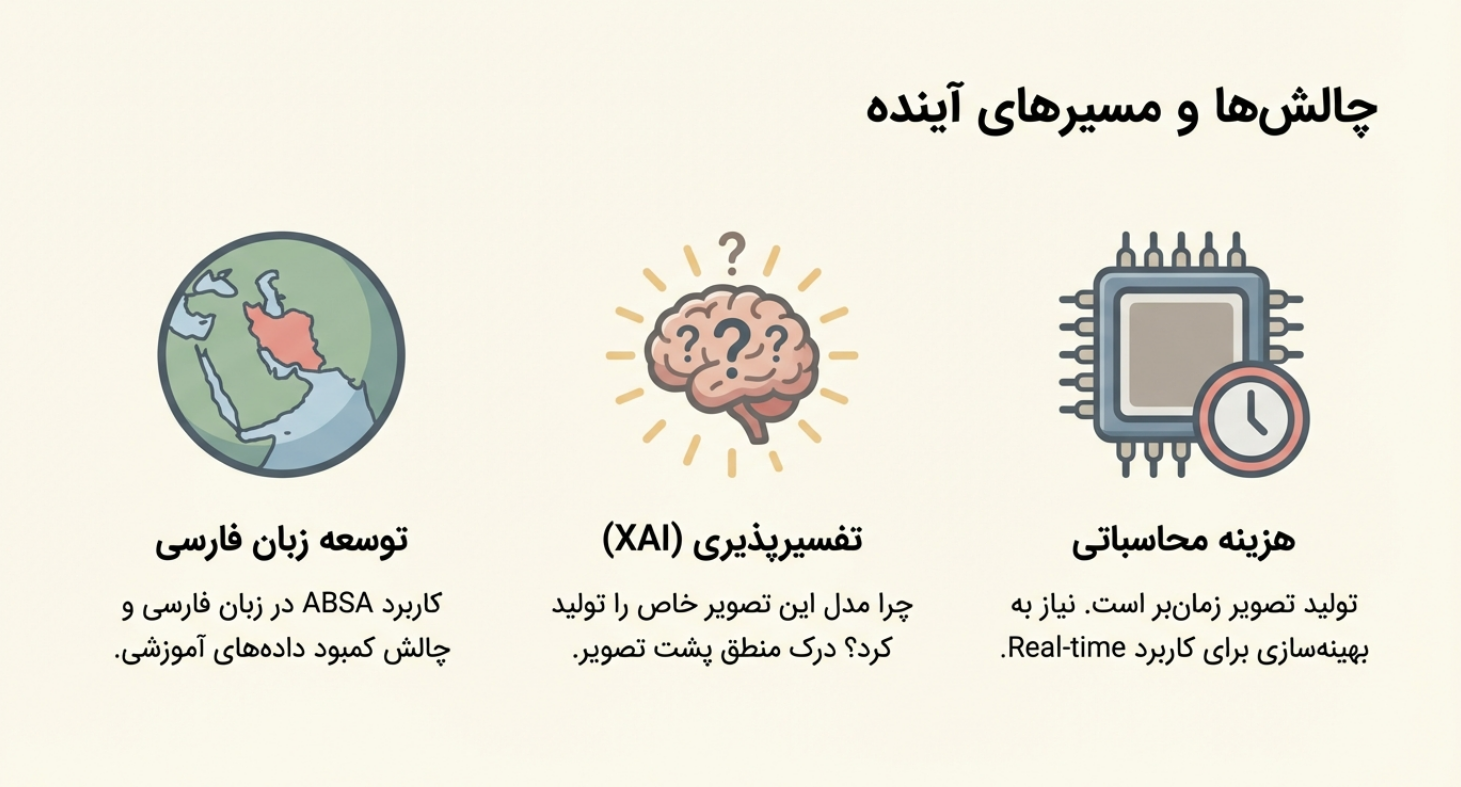 چالش‌ها و مسیرهای آینده
هزینه محاسباتی
تولید تصویر زمان‌بر است. نیاز به
بهینه‌سازی برای کاربرد Real-time.
?
? ? ?
تفسیرپذیری (XAI)
چرا مدل این تصویر خاص را تولید
کرد؟ درک منطق پشت تصویر.
توسعه زبان فارسی
کاربرد ABSA در زبان فارسی و
چالش کمبود داده‌های آموزشی.